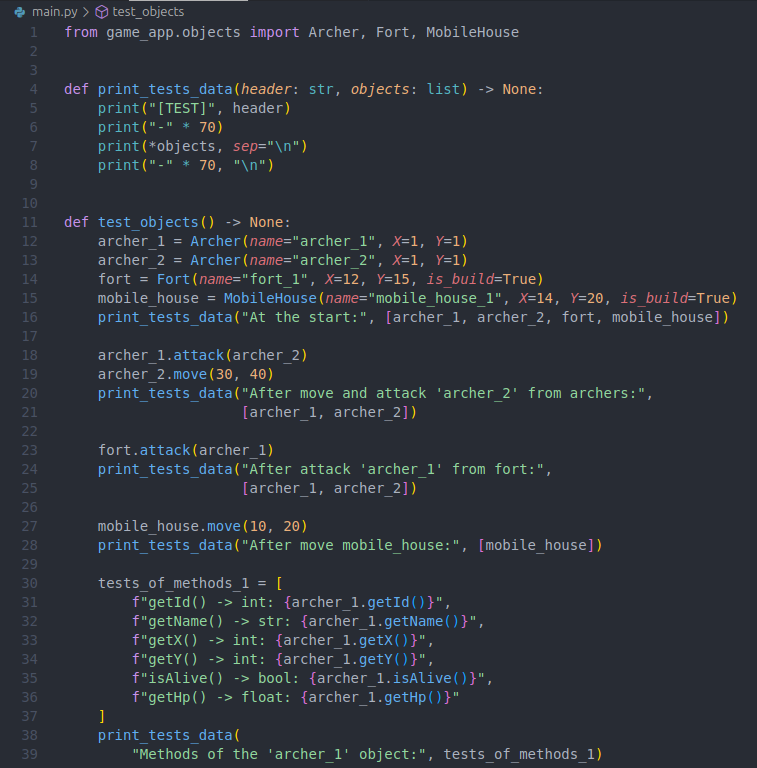 main.py > test_objects
1 from game_app.objects import Archer, Fort, MobileHouse
2
3
4 def print_tests_data(header: str, objects: list) -> None:
5     print("[TEST]", header)
6     print("-" * 70)
7     print(*objects, sep="\n")
8     print("-" * 70, "\n")
9
10
11 def test_objects() -> None:
12     archer_1 = Archer(name="archer_1", X=1, Y=1)
13     archer_2 = Archer(name="archer_2", X=1, Y=1)
14     fort = Fort(name="fort_1", X=12, Y=15, is_build=True)
15     mobile_house = MobileHouse(name="mobile_house_1", X=14, Y=20, is_build=True)
16     print_tests_data("At the start:", [archer_1, archer_2, fort, mobile_house])
17
18     archer_1.attack(archer_2)
19     archer_2.move(30, 40)
20     print_tests_data("After move and attack 'archer_2' from archers:",
21                      [archer_1, archer_2])
22
23     fort.attack(archer_1)
24     print_tests_data("After attack 'archer_1' from fort:",
25                      [archer_1, archer_2])
26
27     mobile_house.move(10, 20)
28     print_tests_data("After move mobile_house:", [mobile_house])
29
30     tests_of_methods_1 = [
31         f"getId() -> int: {archer_1.getId()}",
32         f"getName() -> str: {archer_1.getName()}",
33         f"getX() -> int: {archer_1.getX()}",
34         f"getY() -> int: {archer_1.getY()}",
35         f"isAlive() -> bool: {archer_1.isAlive()}",
36         f"getHp() -> float: {archer_1.getHp()}"
37     ]
38     print_tests_data(
39         "Methods of the 'archer_1' object:", tests_of_methods_1)